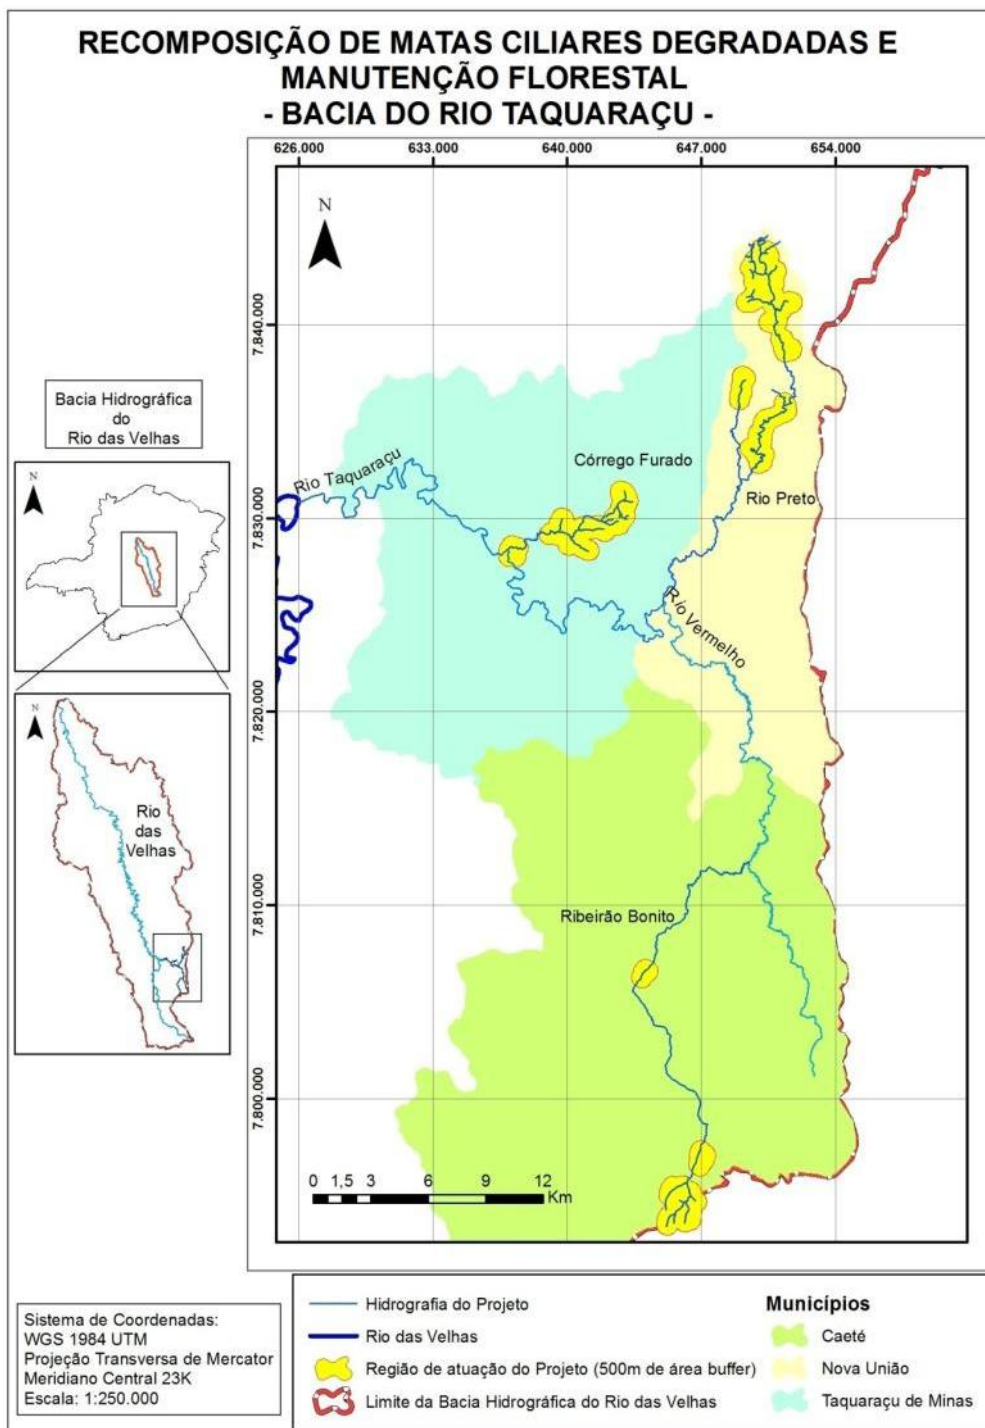 RECOMPOSIÇÃO DE MATAS CILIARES DEGRADADAS E
MANUTENÇÃO FLORESTAL
- BACIA DO RIO TAQUARAÇU -
626.000
633.000
640.000
647.000
654.000
N
7.840.000
7.830.000
7.820.000
7.810.000
7.800.000
Bacia Hidrográfica
do
Rio das Velhas
N
N
Rio
das
Velhas
Rio Taquaraçu
Córrego Furado
Rio Preto
Rio Vermelho
Ribeirão Bonito
0 1,5 3 6 9 12
Km
Sistema de Coordenadas:
WGS 1984 UTM
Projeção Transversa de Mercator
Meridiano Central 23K
Escala: 1:250.000
Hidrografia do Projeto
Rio das Velhas
Região de atuação do Projeto (500m de área buffer)
Limite da Bacia Hidrográfica do Rio das Velhas
Municípios
Caeté
Nova União
Taquaraçu de Minas